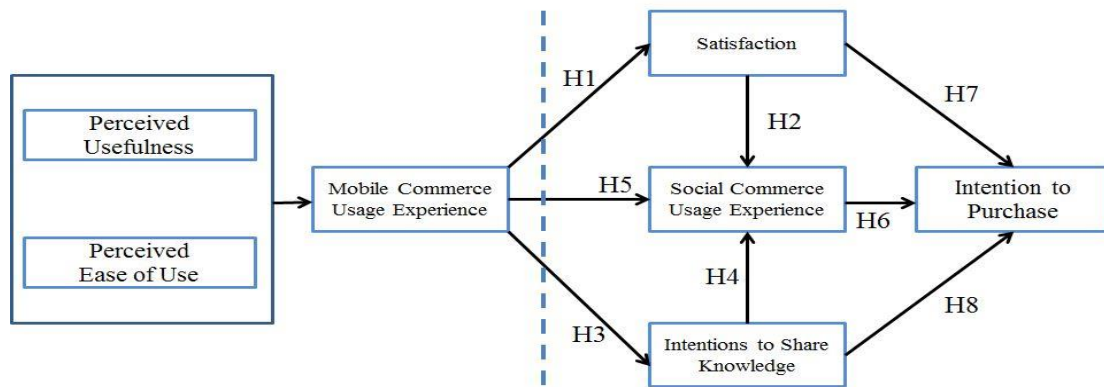 Perceived
Usefulness
Perceived
Ease of Use
Mobile Commerce
Usage Experience
H1
H5
H3
Satisfaction
H2
Social Commerce
Usage Experience
H4
Intentions to Share
Knowledge
H7
H6
H8
Intention to
Purchase